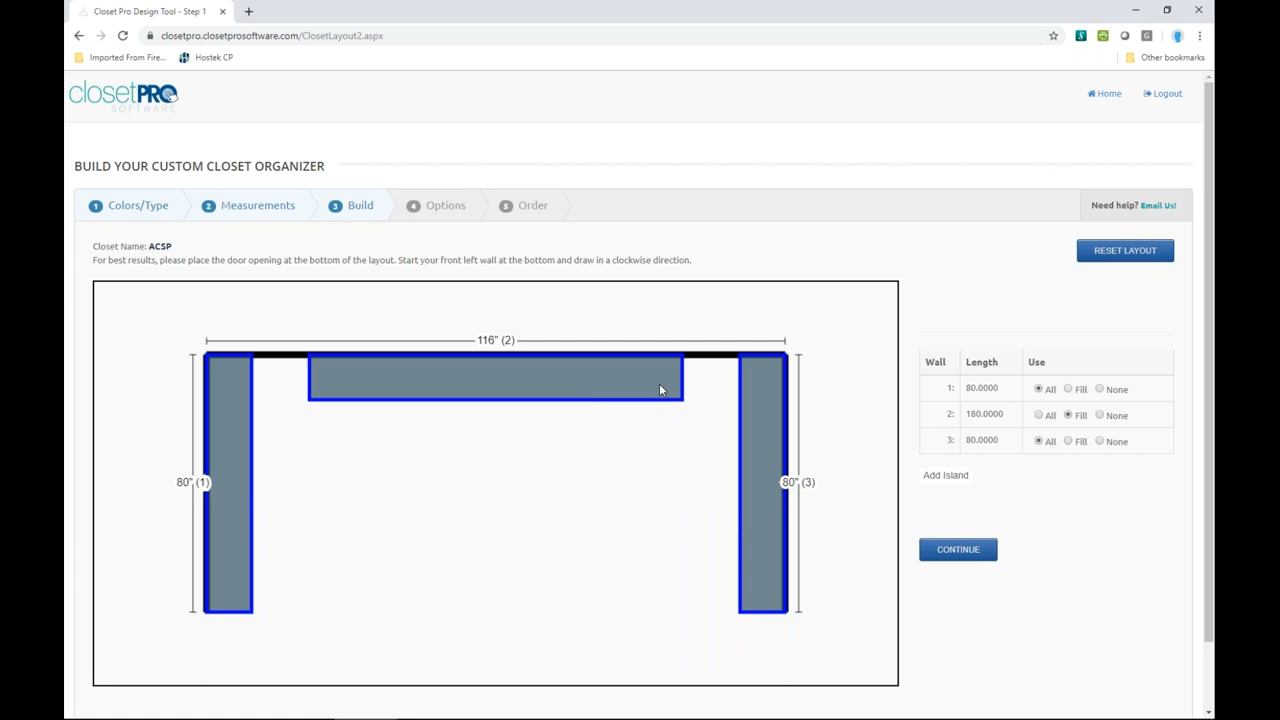 Closet Pro Design Tool - Step 1
closetpro.closetprosoftware.com/ClosetLayout2.aspx
Imported From Fire... Hostek CP Other bookmarks
closetPRO
SOFTWARE
Home Logout
BUILD YOUR CUSTOM CLOSET ORGANIZER
1 Colors/Type 2 Measurements 3 Build 4 Options 5 Order Need help? Email Us!
Closet Name: ACSP
For best results, please place the door opening at the bottom of the layout. Start your front left wall at the bottom and draw in a clockwise direction.
RESET LAYOUT
116" (2)
80" (1)
80" (3)
Wall Length Use
1: 80.0000 All Fill None
2: 180.0000 All Fill None
3: 80.0000 All Fill None
Add Island
CONTINUE